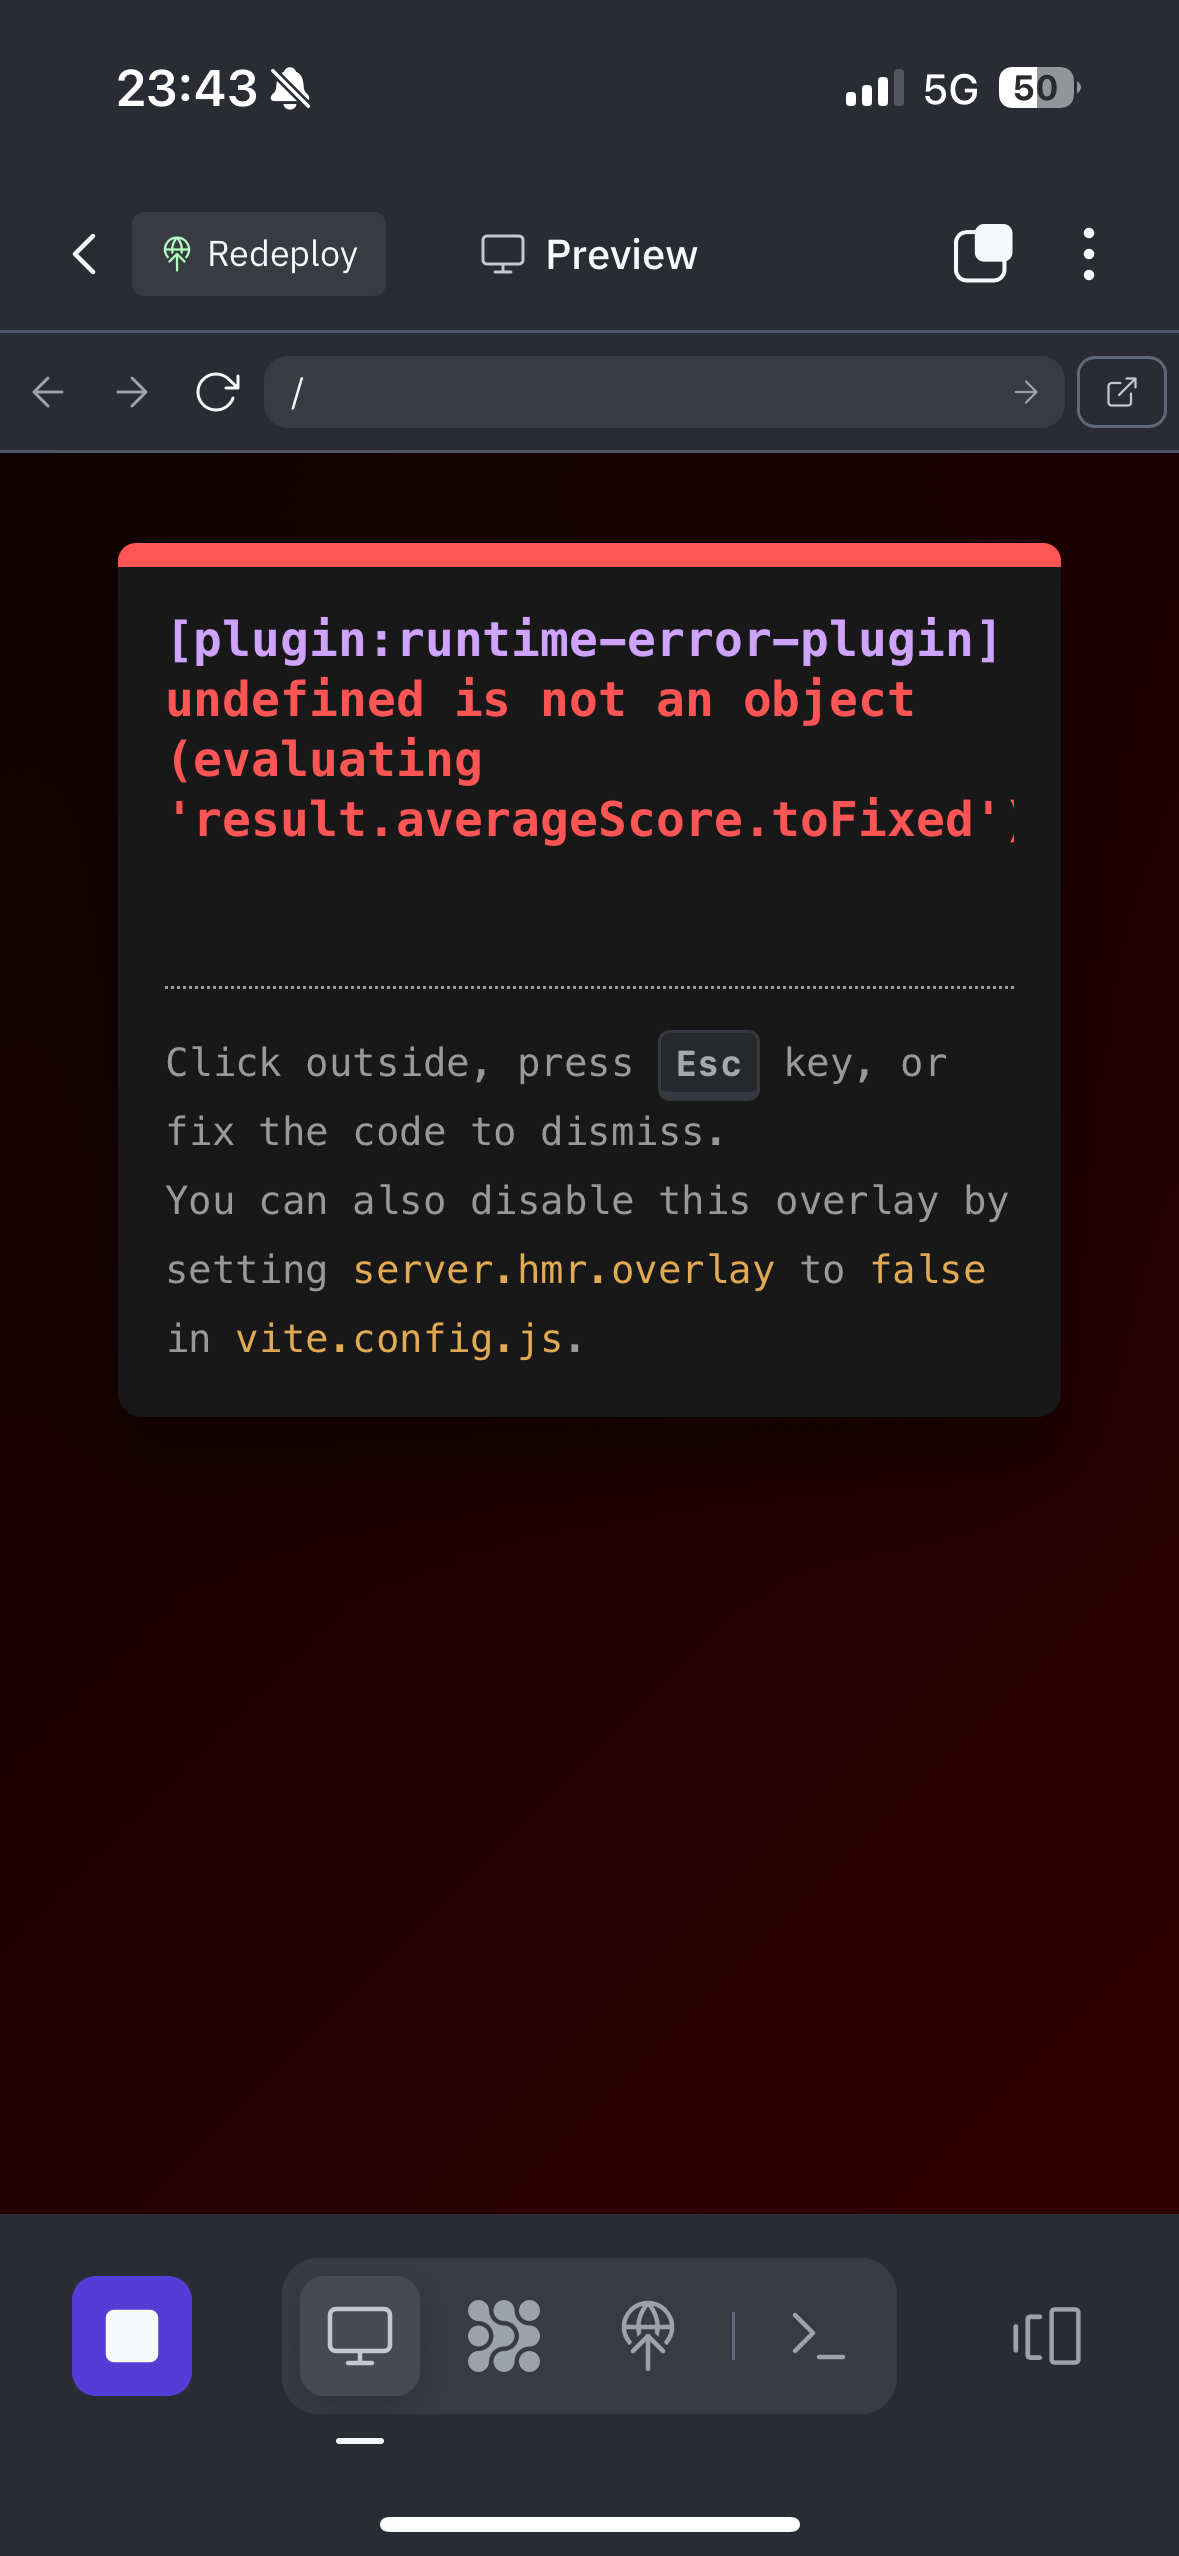 23:43
5G
50
Redeploy
Preview
/
[plugin:runtime-error-plugin]
undefined is not an object
(evaluating
'result.averageScore.toFixed')
Click outside, press Esc key, or
fix the code to dismiss.
You can also disable this overlay by
setting server.hmr.overlay to false
in vite.config.js.